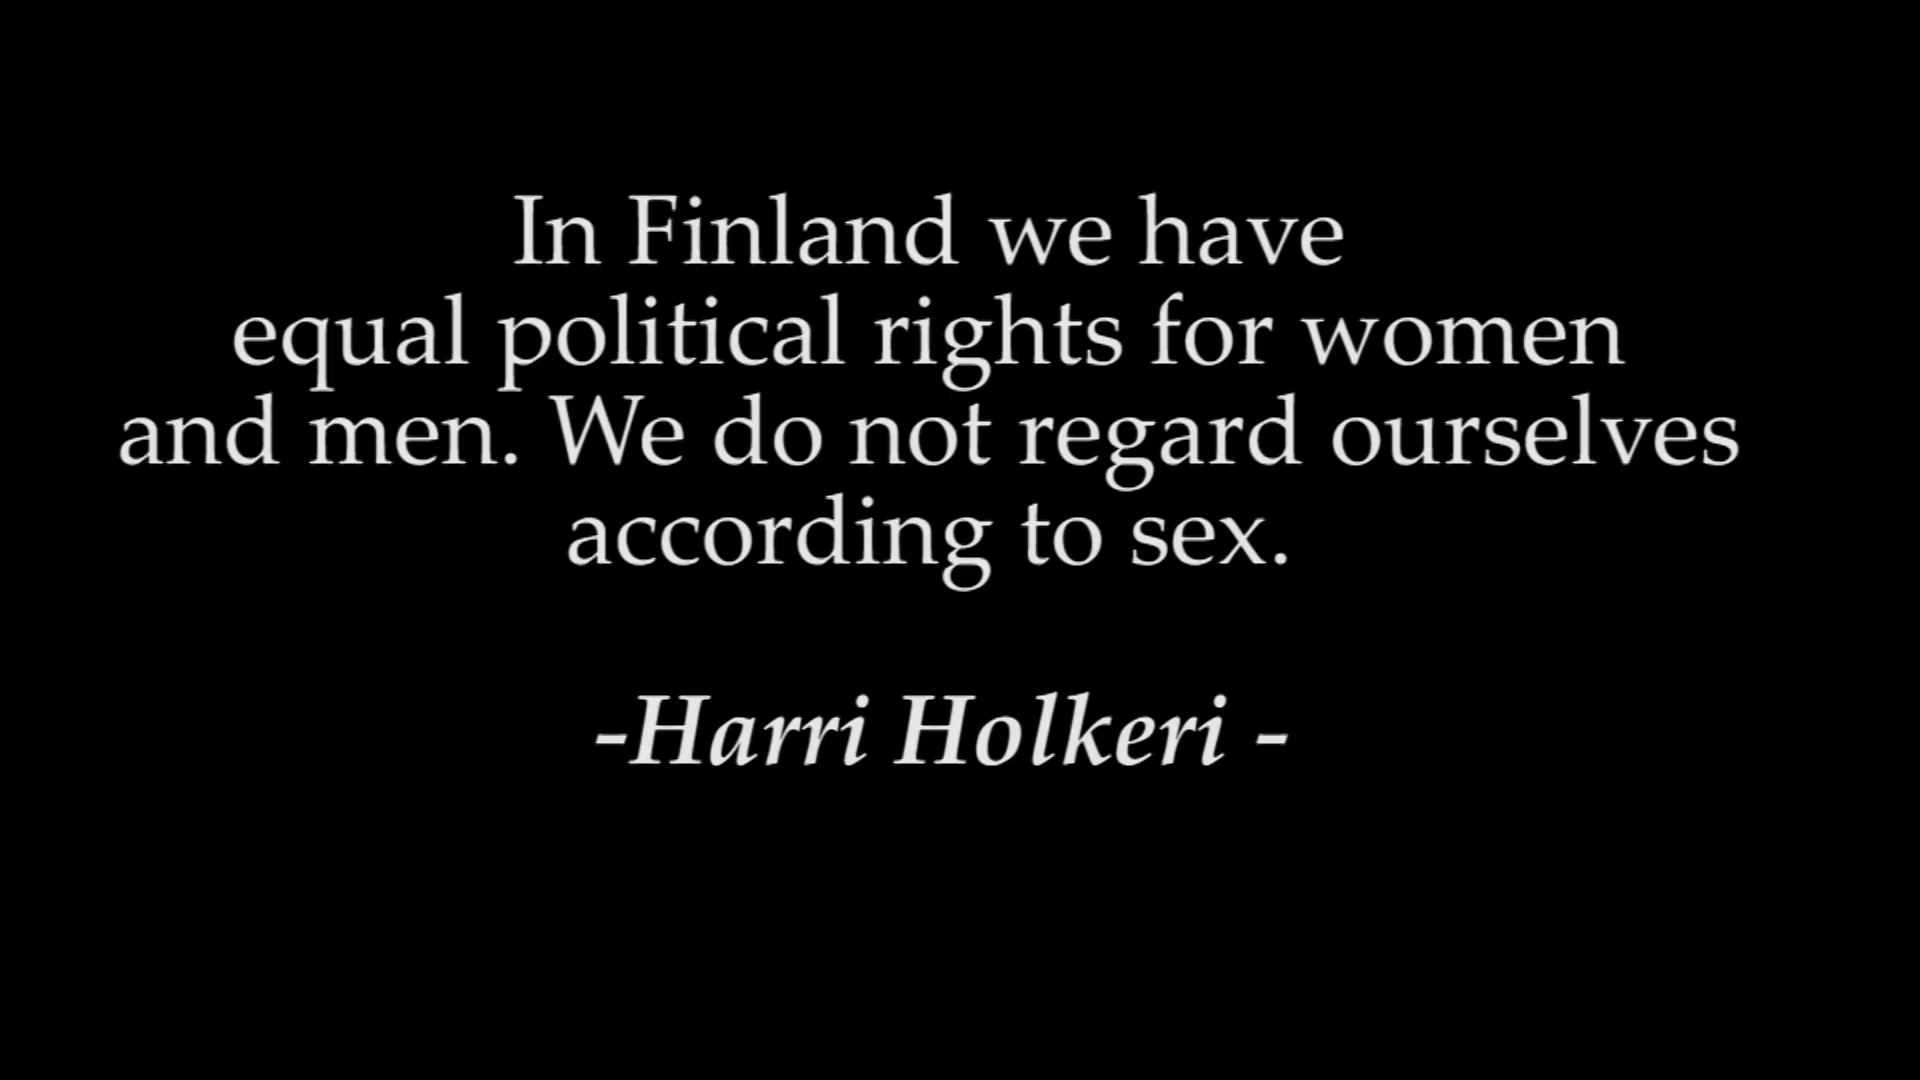 In Finland we have
equal political rights for women
and men. We do not regard ourselves
according to sex.
-Harri Holkeri -